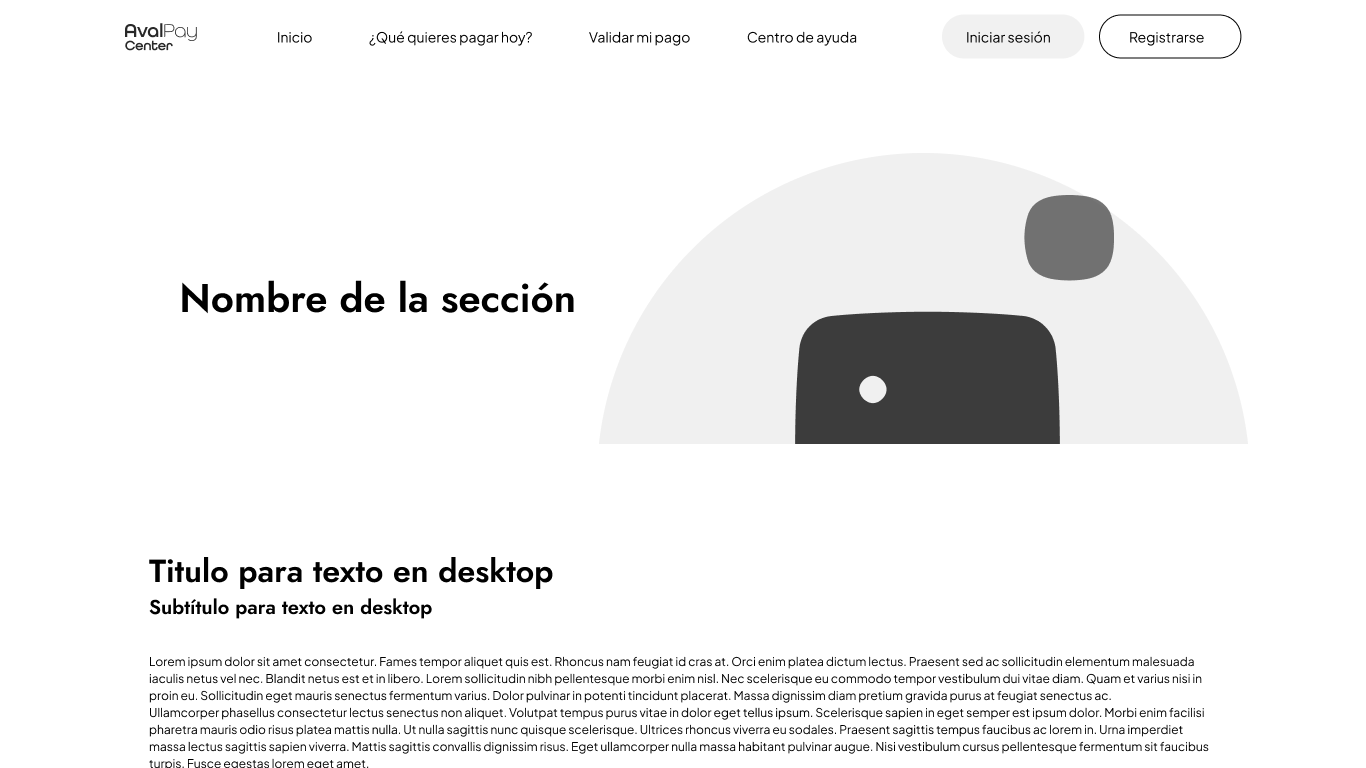 AvalPay
Center
Inicio
¿Qué quieres pagar hoy?
Validar mi pago
Centro de ayuda
Iniciar sesión
Registrarse
Nombre de la sección
Titulo para texto en desktop
Subtítulo para texto en desktop
Lorem ipsum dolor sit amet consectetur. Fames tempor aliquet quis est. Rhoncus nam feugiat id cras at. Orci enim platea dictum lectus. Praesent sed ac sollicitudin elementum malesuada
iaculis netus vel nec. Blandit netus est et in libero. Lorem sollicitudin nibh pellentesque morbi enim nisl. Nec scelerisque eu commodo tempor vestibulum dui vitae diam. Quam et varius nisi in
proin eu. Sollicitudin eget mauris senectus fermentum varius. Dolor pulvinar in potenti tincidunt placerat. Massa dignissim diam pretium gravida purus at feugiat senectus ac.
Ullamcorper phasellus consectetur lectus senectus non aliquet. Volutpat tempus purus vitae in dolor eget tellus ipsum. Scelerisque sapien in eget semper est ipsum dolor. Morbi enim facilisi
pharetra mauris odio risus platea mattis nulla. Ut nulla sagittis nunc quisque scelerisque. Ultrices rhoncus viverra eu sodales. Praesent sagittis tempus faucibus ac lorem in. Urna imperdiet
massa lectus sagittis sapien viverra. Mattis sagittis convallis dignissim risus. Eget ullamcorper nulla massa habitant pulvinar augue. Nisi vestibulum cursus pellentesque fermentum sit faucibus
turpis. Fusce egestas lorem eget amet.